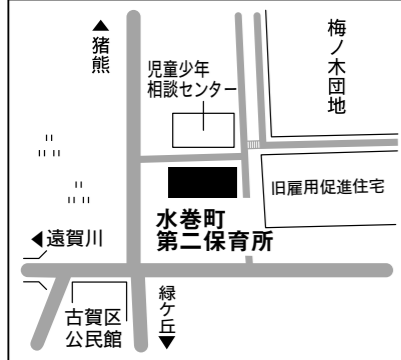 ▲
猪熊
児童少年
相談センター
梅ノ木団地
旧雇用促進住宅
水巻町
第二保育所
◀遠賀川
古賀区
公民館
緑ケ丘
▼